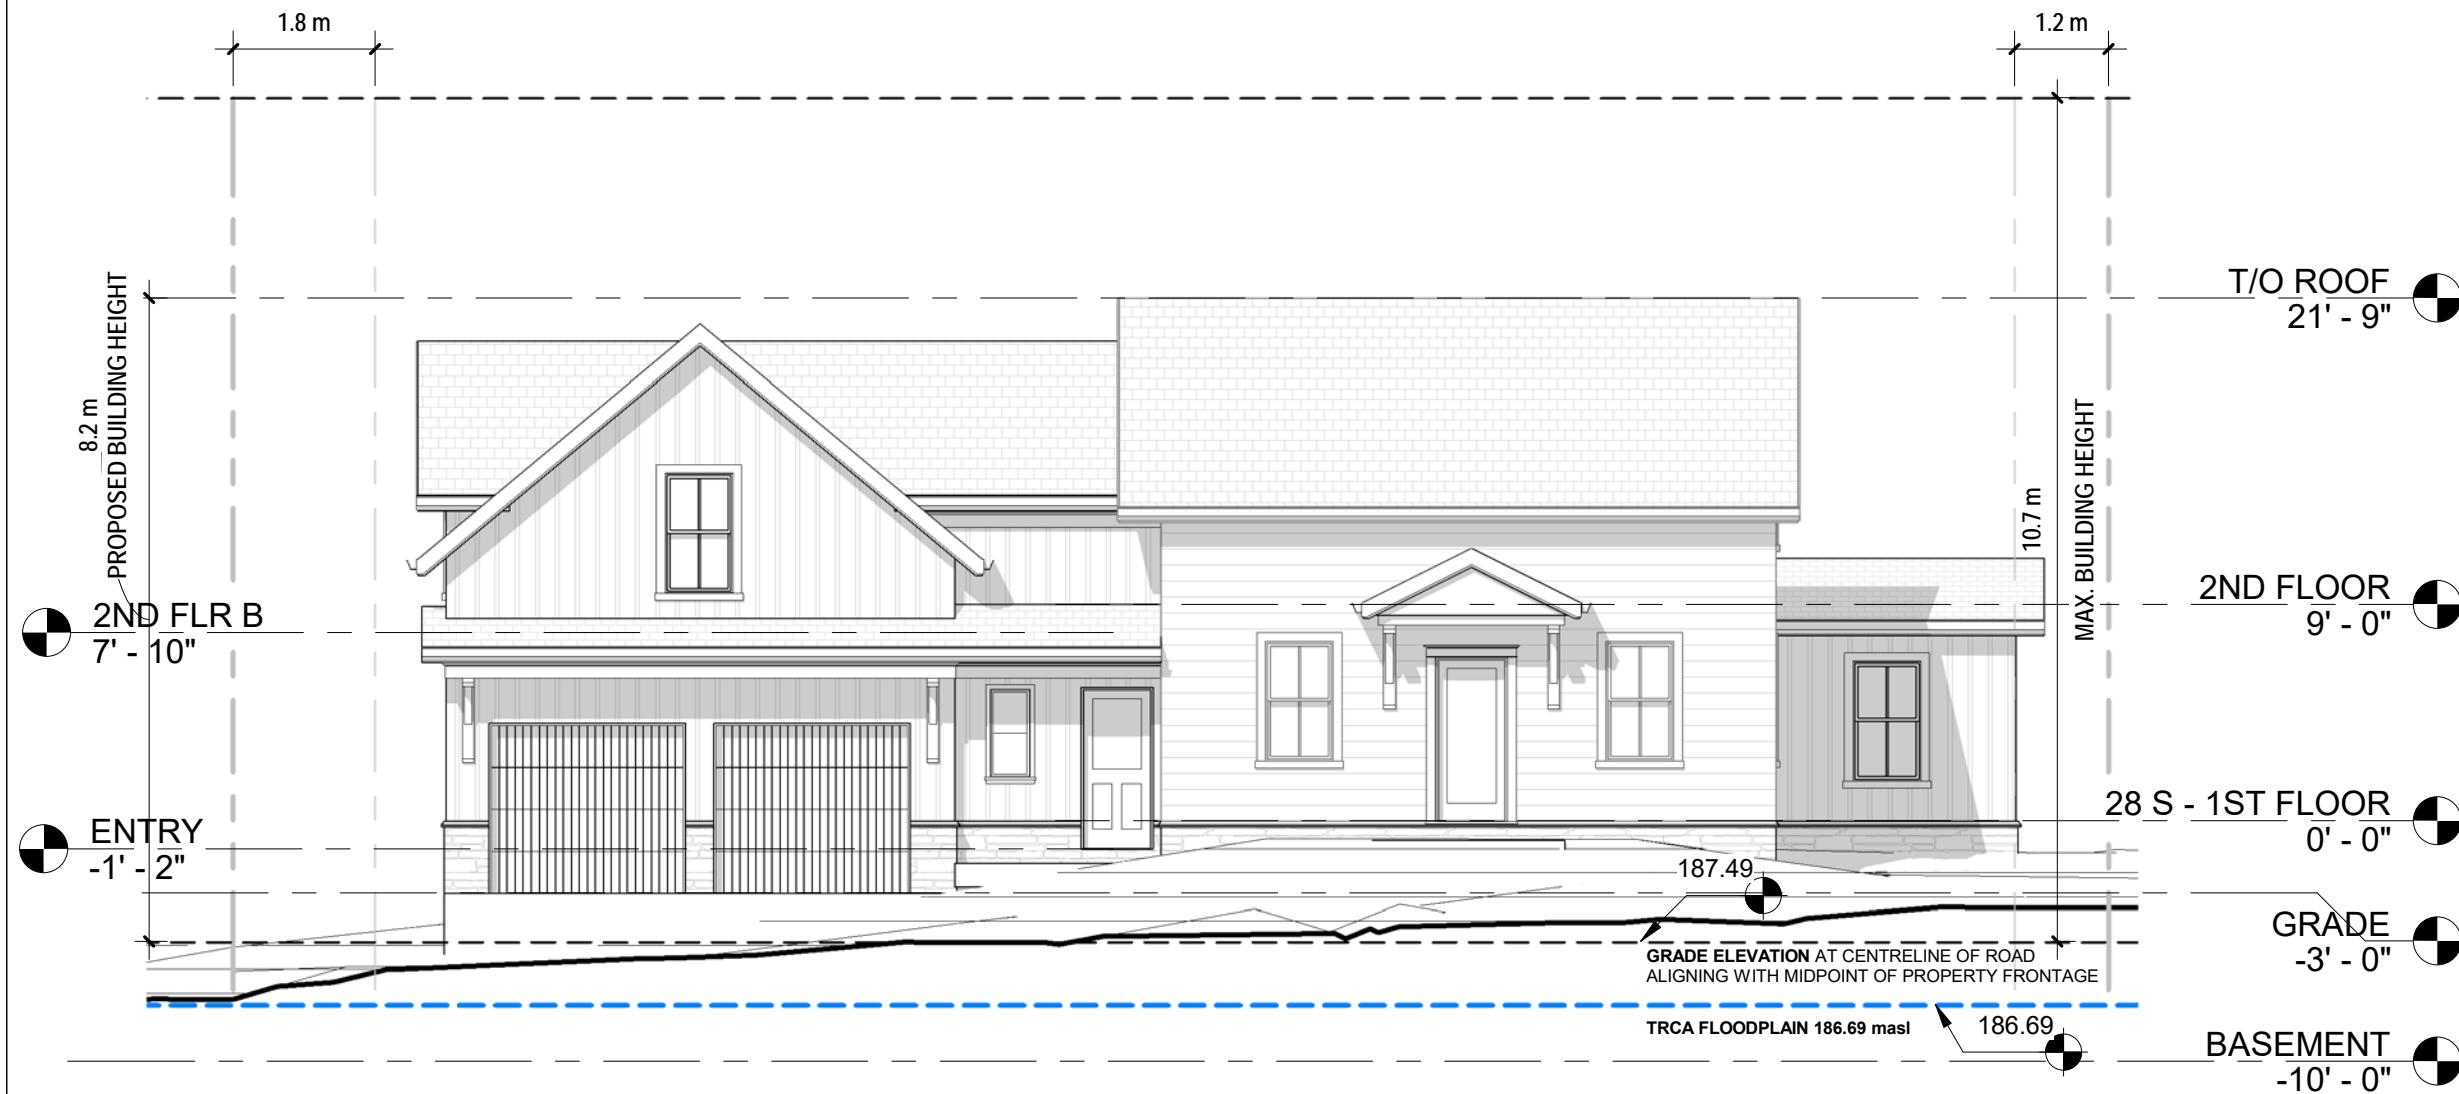 1.8 m
1.2 m
T/O ROOF
21' - 9"
8.2 m
PROPOSED BUILDING HEIGHT
10.7 m
MAX. BUILDING HEIGHT
2ND FLR B
7' - 10"
2ND FLOOR
9' - 0"
ENTRY
-1' - 2"
28 S - 1ST FLOOR
0' - 0"
187.49
GRADE
-3' - 0"
GRADE ELEVATION AT CENTRELINE OF ROAD
ALIGNING WITH MIDPOINT OF PROPERTY FRONTAGE
TRCA FLOODPLAIN 186.69 masl
186.69
BASEMENT
-10' - 0"